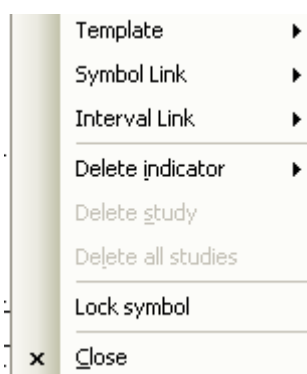 Template
Symbol Link
Interval Link
Delete indicator
Delete study
Delete all studies
Lock symbol
Close